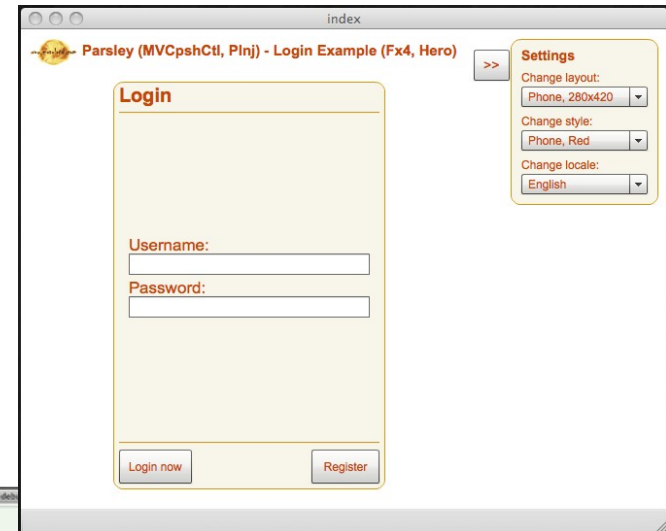 index
Parsley (MVCpshCtl, PInj) - Login Example (Fx4, Hero)
>>
Settings
Change layout:
Phone, 280x420
Change style:
Phone, Red
Change locale:
English
Login
Username:
Password:
Login now
Register